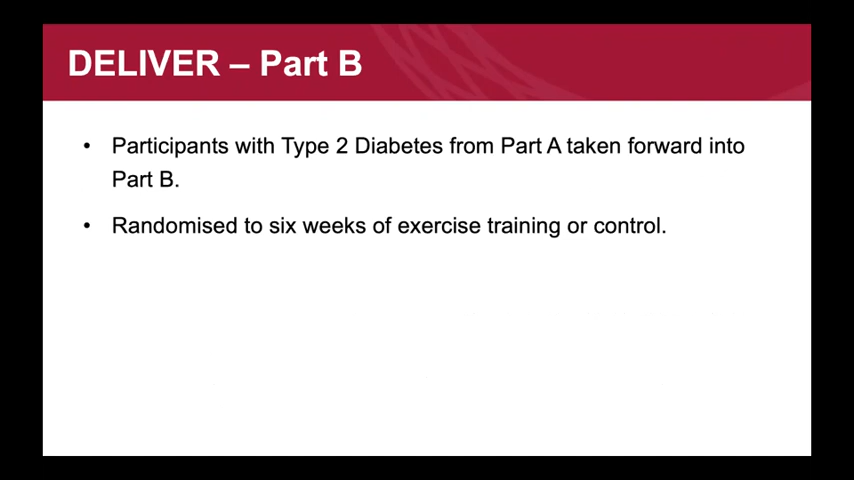 DELIVER – Part B
• Participants with Type 2 Diabetes from Part A taken forward into
Part B.
• Randomised to six weeks of exercise training or control.